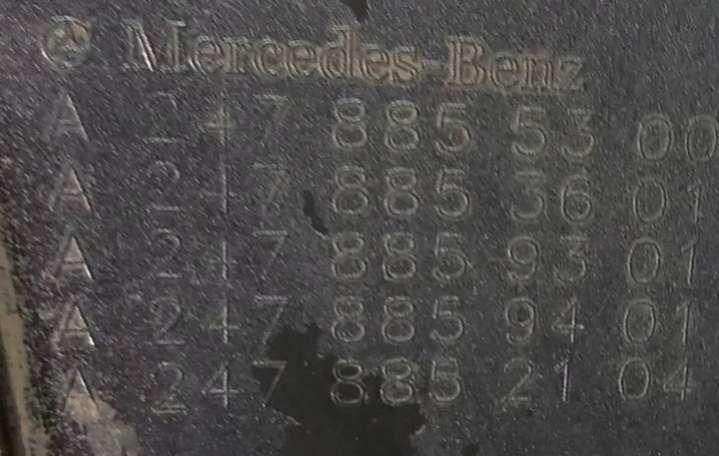 Mercedes-Benz
A 247 885 53 00
A 247 885 36 01
A 247 885 93 01
A 247 885 94 01
A 247 885 21 04